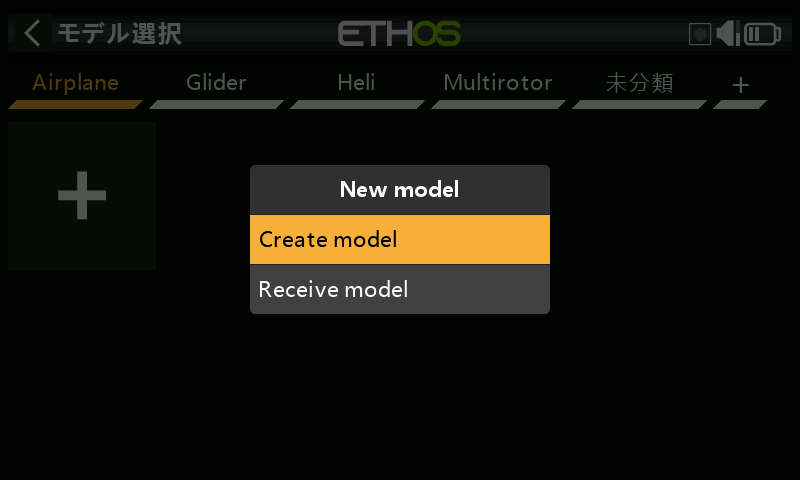 モデル選択
ETHOS
Airplane
Glider
Heli
Multirotor
未分類
+
New model
Create model
Receive model